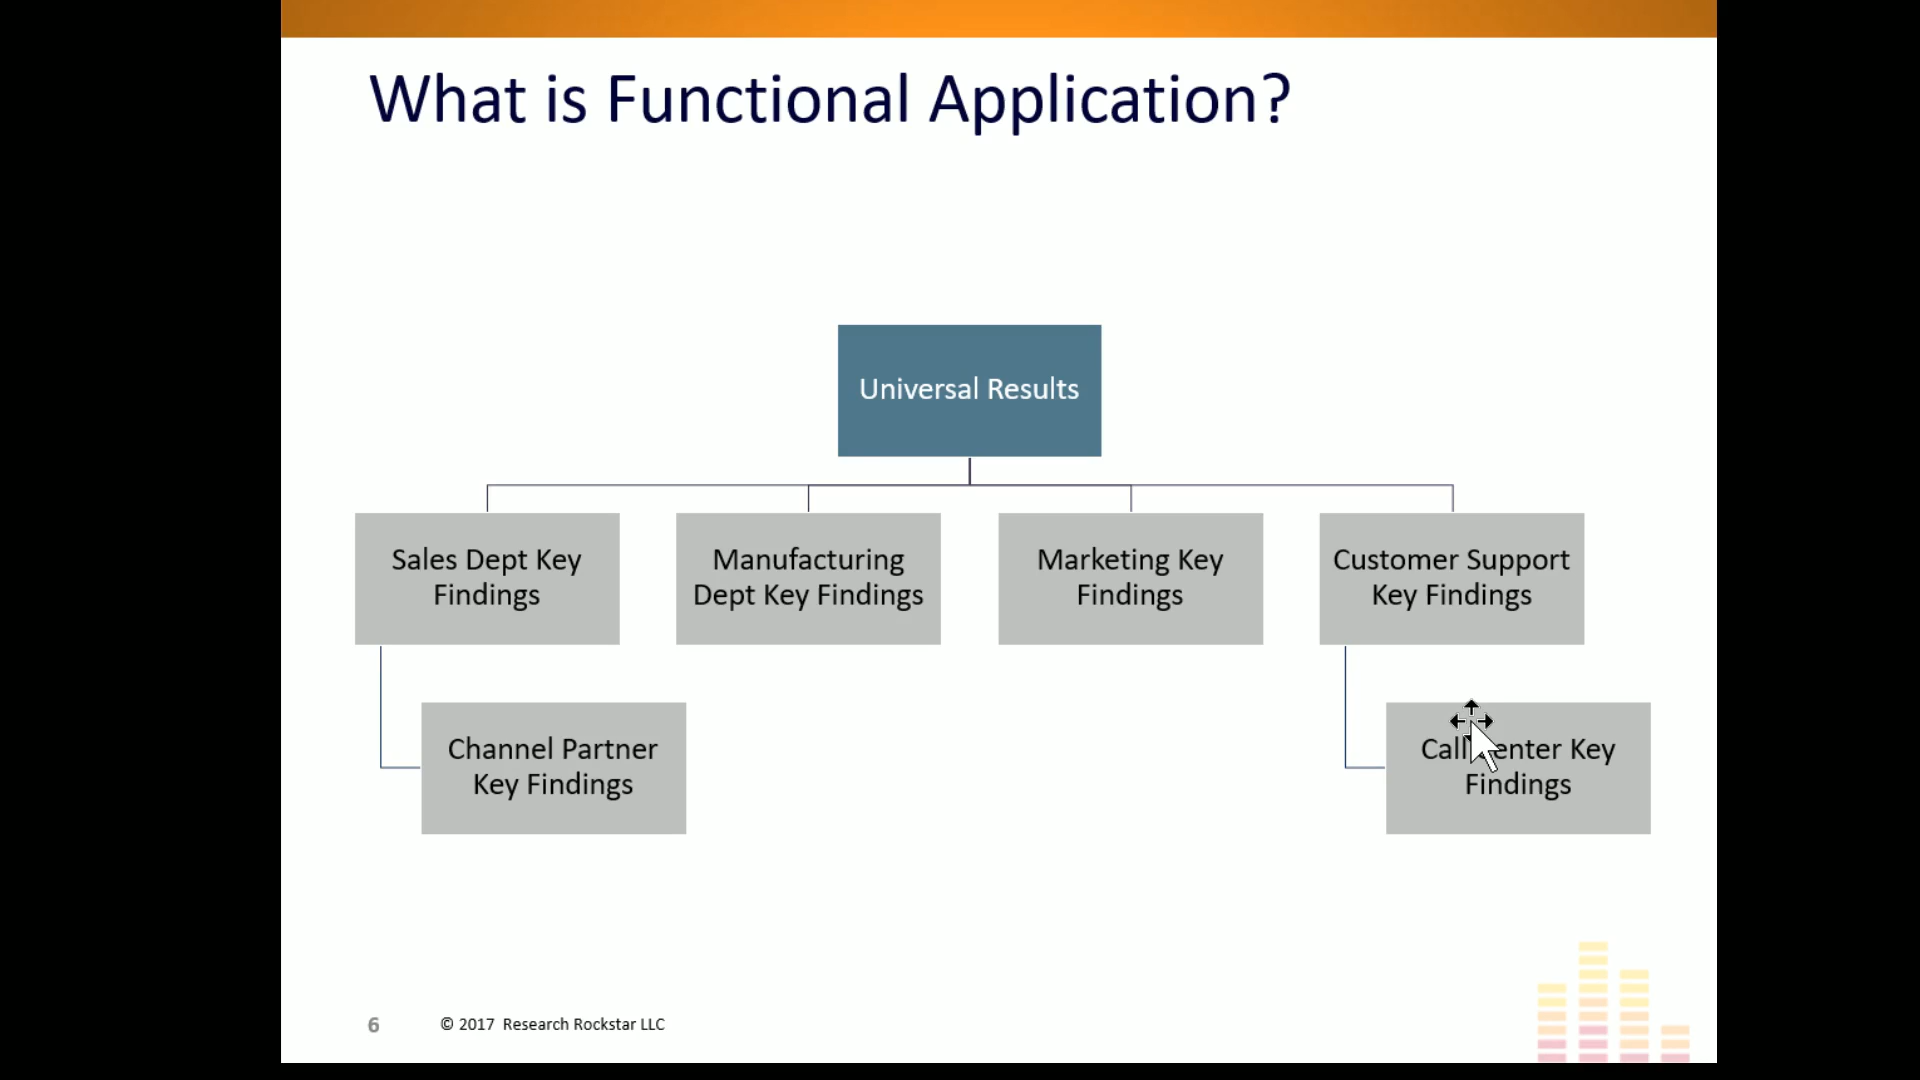 What is Functional Application?
Universal Results
Sales Dept Key
Findings
Manufacturing
Dept Key Findings
Marketing Key
Findings
Customer Support
Key Findings
Channel Partner
Key Findings
Call Center Key
Findings
6
© 2017 Research Rockstar LLC